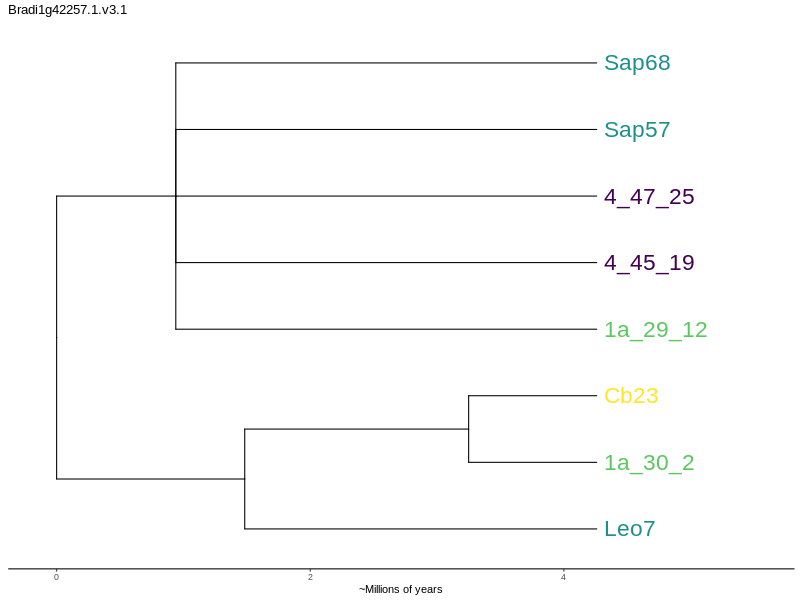 Bradi1g42257.1.v3.1
Sap68
Sap57
4_47_25
4_45_19
1a_29_12
Cb23
1a_30_2
Leo7
0 2 4
~Millions of years